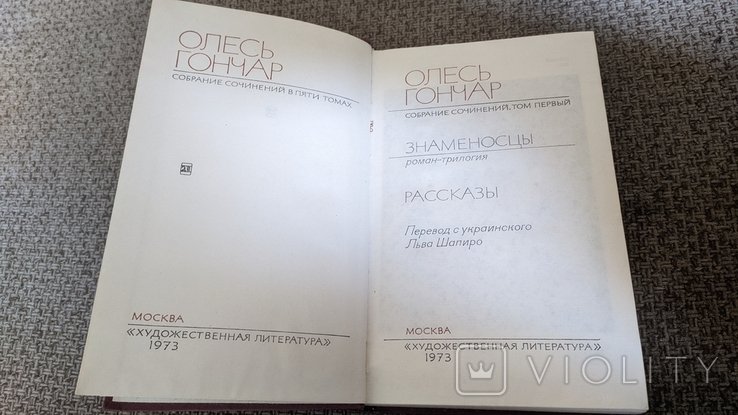 ОЛЕСЬ
ГОНЧАР
СОБРАНИЕ СОЧИНЕНИЙ В ПЯТИ ТОМАХ
МОСКВА
«ХУДОЖЕСТВЕННАЯ ЛИТЕРАТУРА»
1973
ОЛЕСЬ
ГОНЧАР
СОБРАНИЕ СОЧИНЕНИЙ. ТОМ ПЕРВЫЙ
ЗНАМЕНОСЦЫ
роман-трилогия
РАССКАЗЫ
Перевод с украинского
Льва Шапиро
МОСКВА
«ХУДОЖЕСТВЕННАЯ ЛИТЕРАТУРА»
1973
VIOLITY